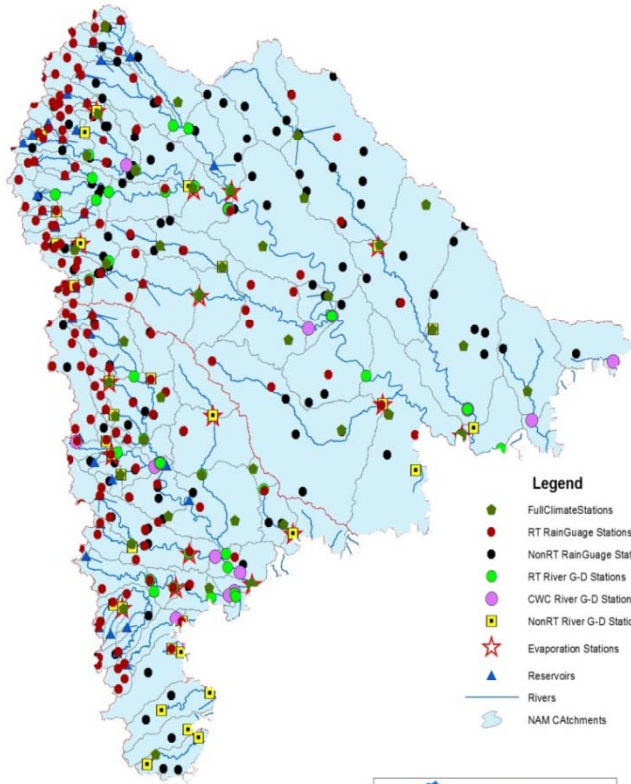 Legend
FullClimateStations
RT RainGuage Stations
NonRT RainGuage Stat
RT River G-D Stations
CWC River G-D Station
NonRT River G-D Static
Evaporation Stations
Reservoirs
Rivers
NAM CAtchments